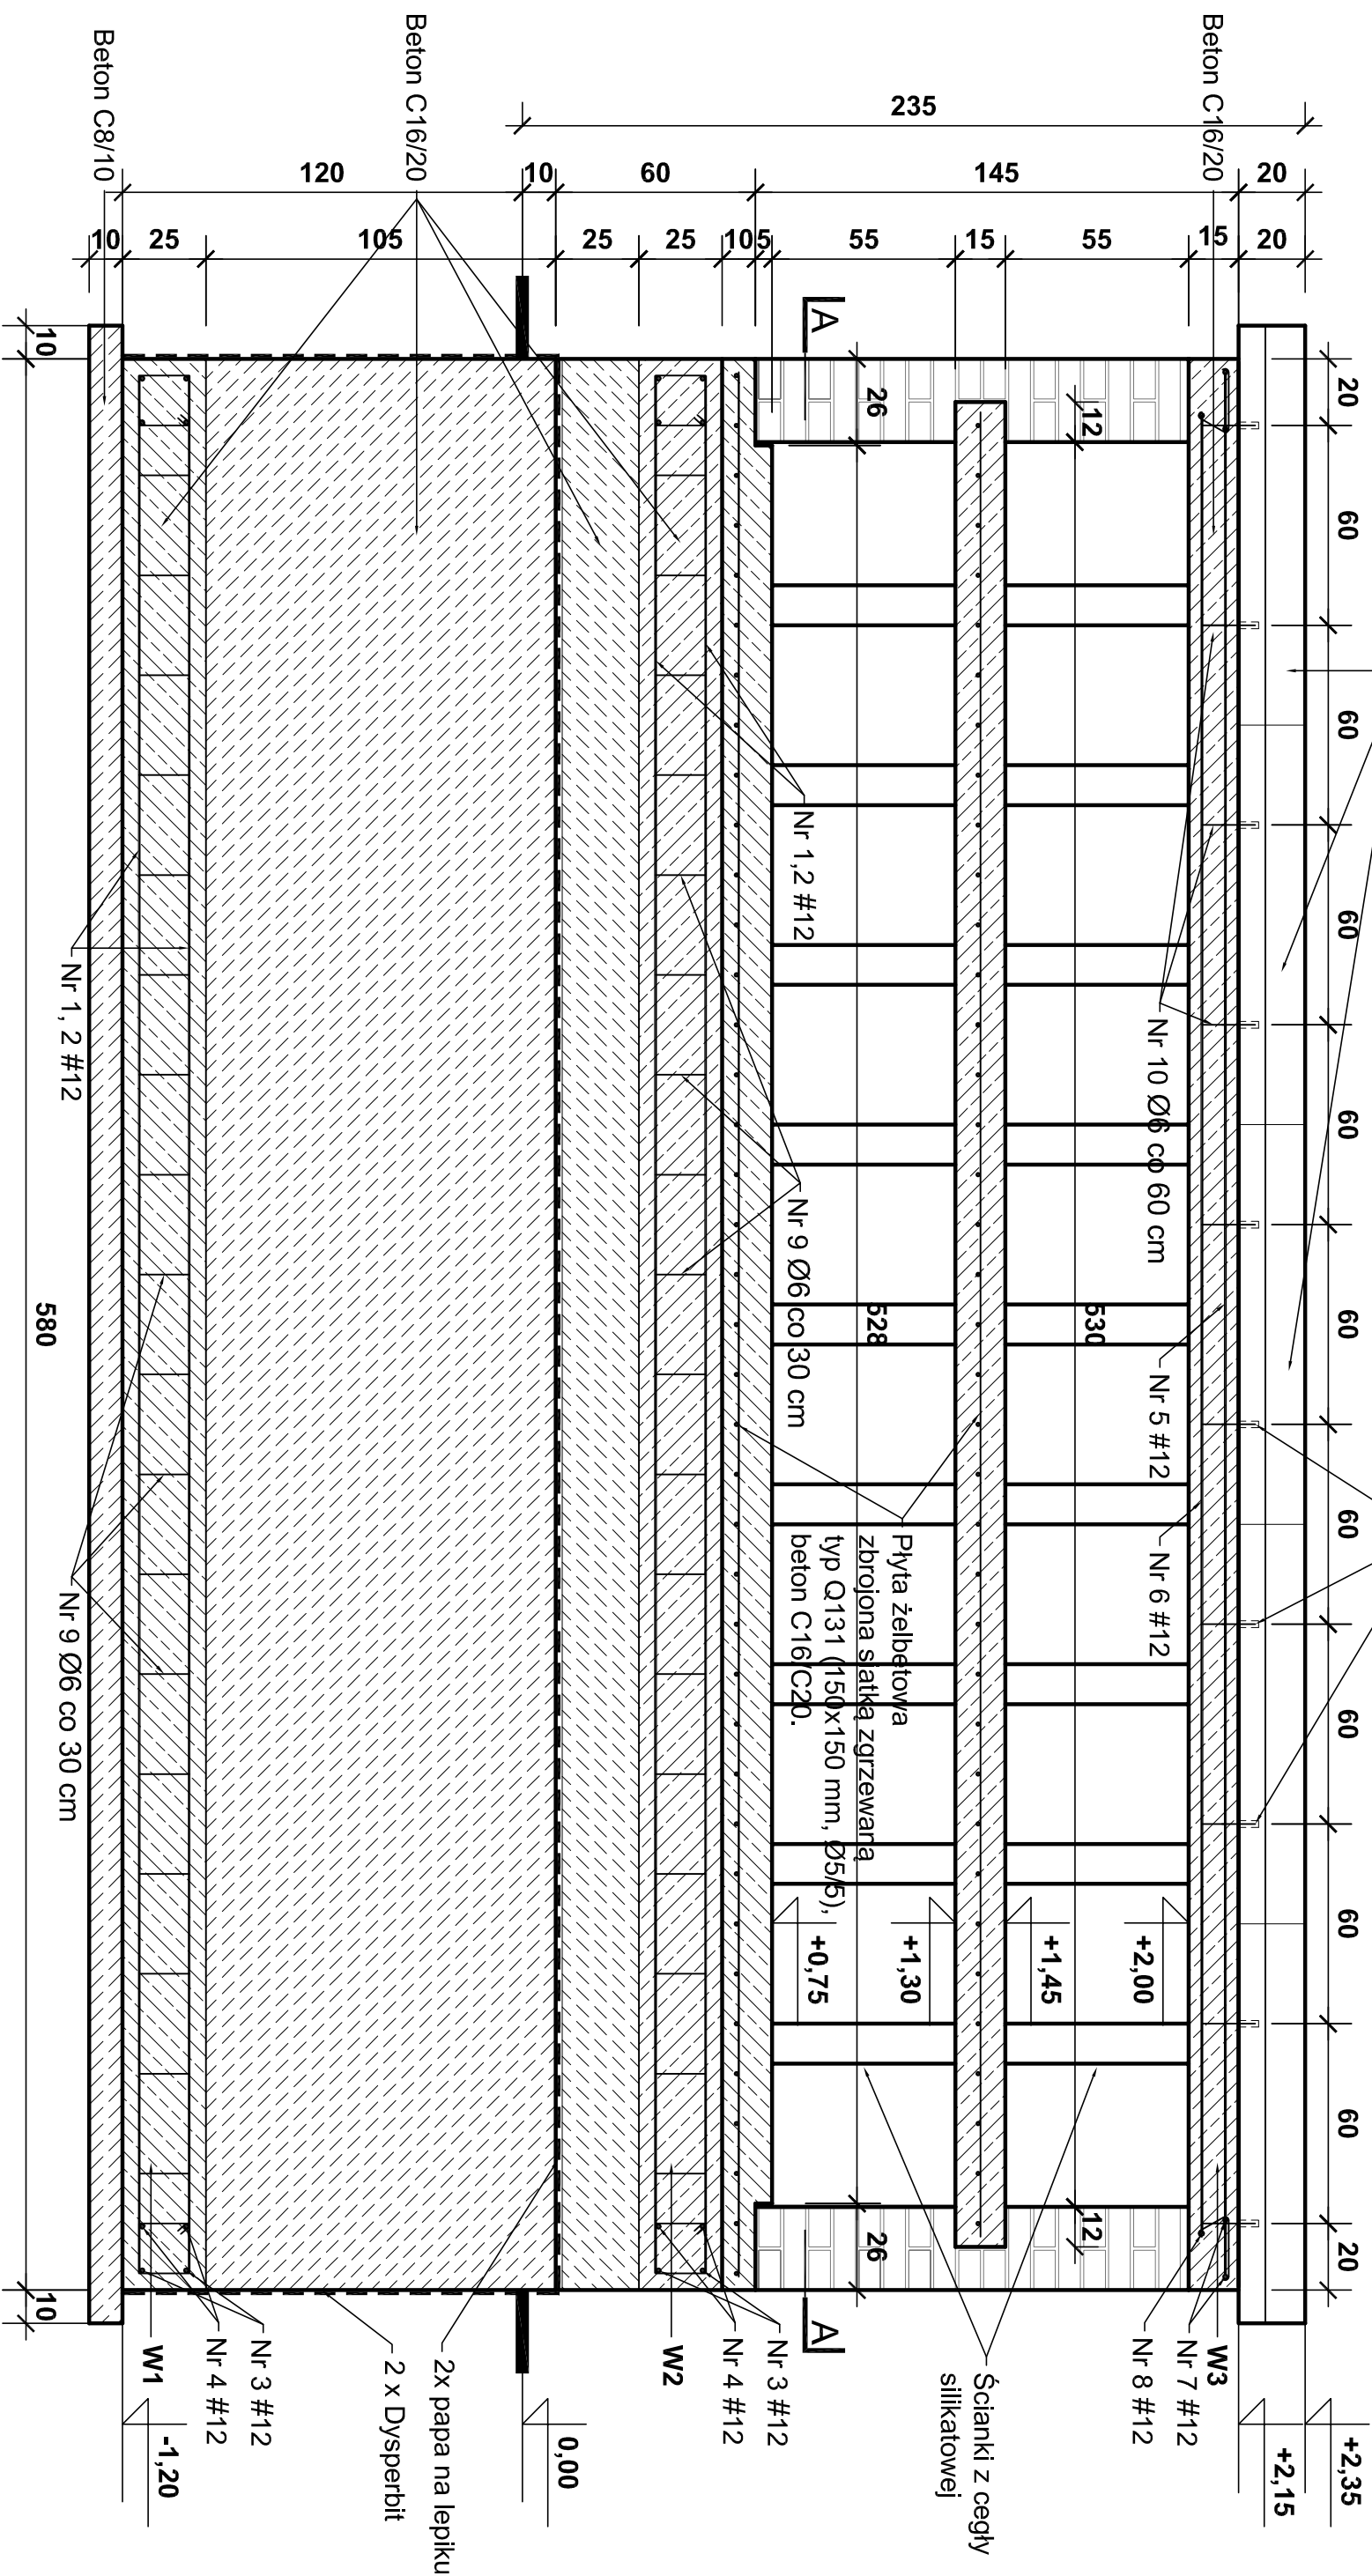 Beton C8/10
Beton C16/20
Beton C16/20
235
120
10
60
145
20
10
25
105
25
25
10
5
55
15
55
15
20
A
10
26
12
20
60
60
60
60
60
60
60
60
60
20
Nr 1,2 #12
Nr 10 Ø6 co 60 cm
Nr 1, 2 #12
Nr 9 Ø6 co 30 cm
580
528
530
Nr 5 #12
Nr 6 #12
Płyta żelbetowa
zbrojona siatką zgrzewaną
typ Q131 (150x150 mm, Ø5/5),
beton C16/C20.
Nr 9 Ø6 co 30 cm
+0,75
+1,30
+1,45
+2,00
26
12
10
A
W1
Nr 4 #12
Nr 3 #12
2 x Dysperbit
2x papa na lepiku
W2
Nr 4 #12
Nr 3 #12
Ścianki z cegły
silikatowej
Nr 8 #12
Nr 7 #12
W3
-1,20
0,00
+2,15
+2,35